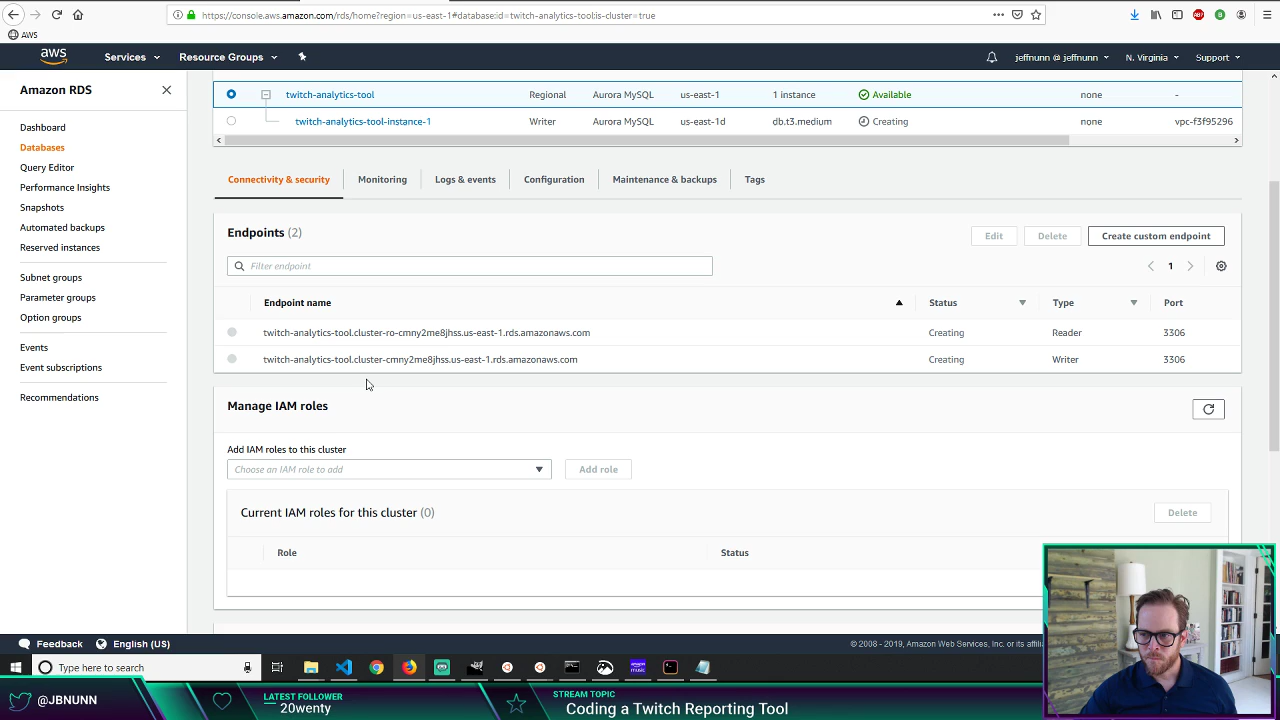 https://console.aws.amazon.com/rds/home?region=us-east-1#database:id=twitch-analytics-tool;is-cluster=true
AWS
aws Services Resource Groups jeffnunn @ jeffnunn N. Virginia Support
Amazon RDS
Dashboard
Databases
Query Editor
Performance Insights
Snapshots
Automated backups
Reserved instances
Subnet groups
Parameter groups
Option groups
Events
Event subscriptions
Recommendations
twitch-analytics-tool Regional Aurora MySQL us-east-1 1 instance Available none -
twitch-analytics-tool-instance-1 Writer Aurora MySQL us-east-1d db.t3.medium Creating none vpc-f3f95296
Connectivity & security Monitoring Logs & events Configuration Maintenance & backups Tags
Endpoints (2)
Edit Delete Create custom endpoint
Filter endpoint 1
Endpoint name Status Type Port
twitch-analytics-tool.cluster-ro-cmny2me8jhss.us-east-1.rds.amazonaws.com Creating Reader 3306
twitch-analytics-tool.cluster-cmny2me8jhss.us-east-1.rds.amazonaws.com Creating Writer 3306
Manage IAM roles
Add IAM roles to this cluster
Choose an IAM role to add Add role
Current IAM roles for this cluster (0) Delete
Role Status
Feedback English (US) © 2008 - 2019, Amazon Web Services, Inc. or its affili
Type here to search
@JBNUNN
LATEST FOLLOWER
20wenty
STREAM TOPIC
Coding a Twitch Reporting Tool